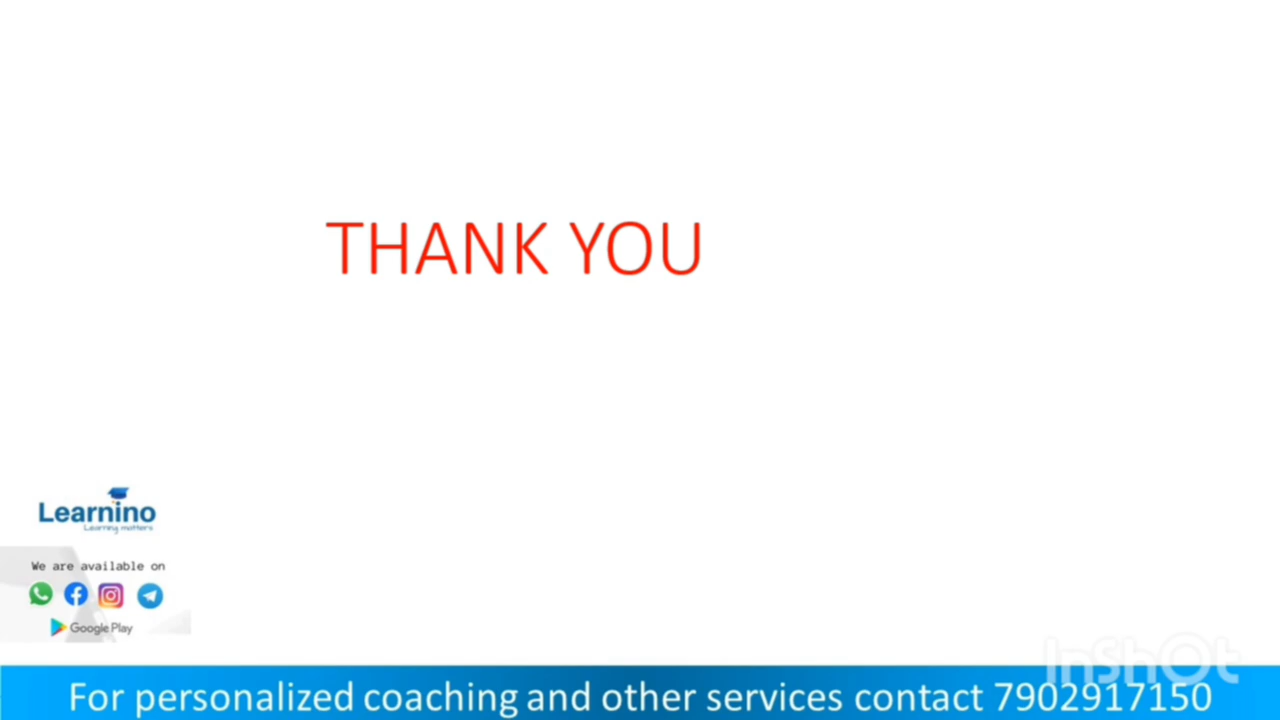 THANK YOU
Learnino
Learning matters
We are available on
Google Play
InShOt
For personalized coaching and other services contact 7902917150